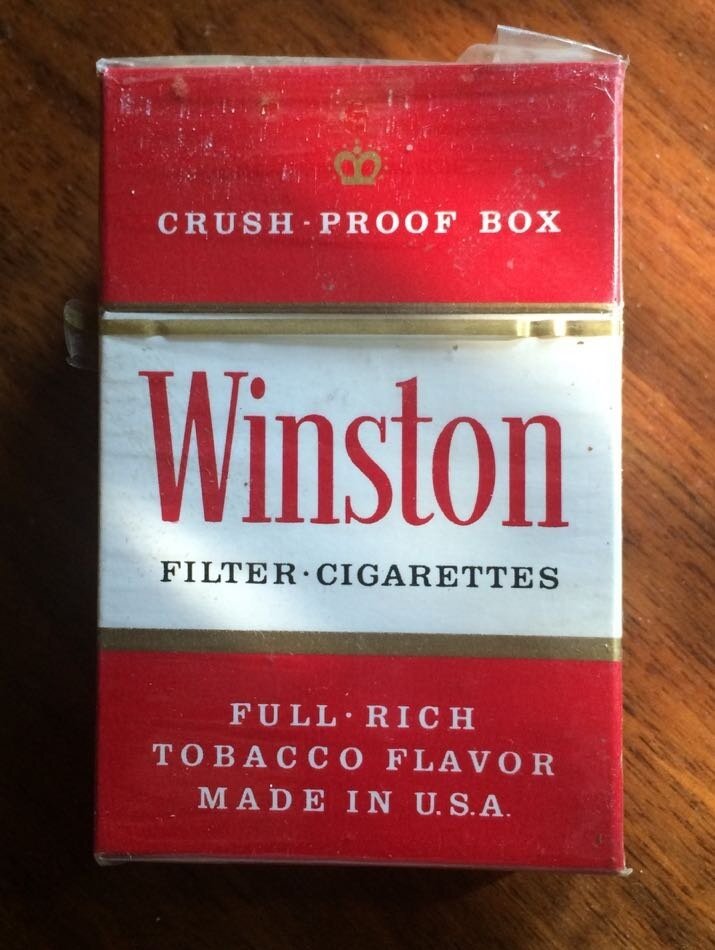 CRUSH-PROOF BOX
Winston
FILTER·CIGARETTES
FULL·RICH
TOBACCO FLAVOR
MADE IN U.S.A.